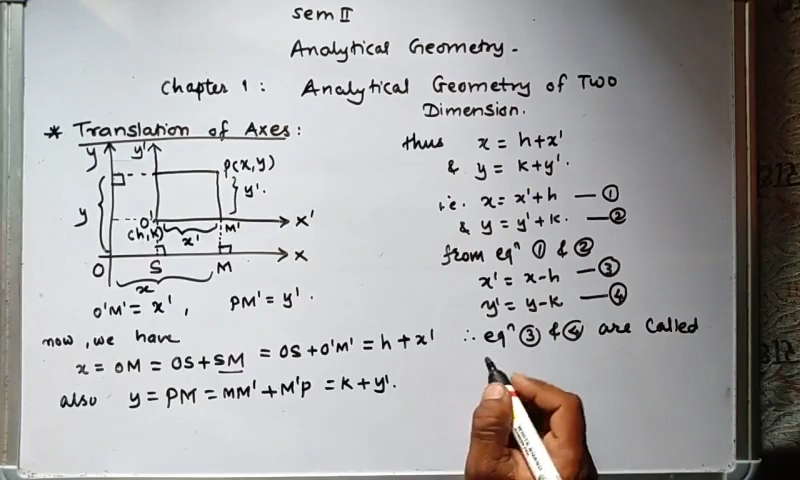 sem II
Analytical Geometry.
Chapter 1: Analytical Geometry of Two
Dimension.
* Translation of Axes:
y y'
P(x,y)
y
y'
O' M' x'
(h,k) x'
O S M x
x
O'M' = x', PM' = y'.
now, we have
x = OM = OS+SM = OS+O'M' = h+x'
also y = PM = MM'+M'P = k+y'.
thus x = h+x'
& y = k+y'.
i.e. x = x'+h — ①
& y = y'+k. — ②
from eqⁿ ① & ②
x' = x-h — ③
y' = y-k — ④
∴ eqⁿ ③ & ④ are called
WHITE BOARD